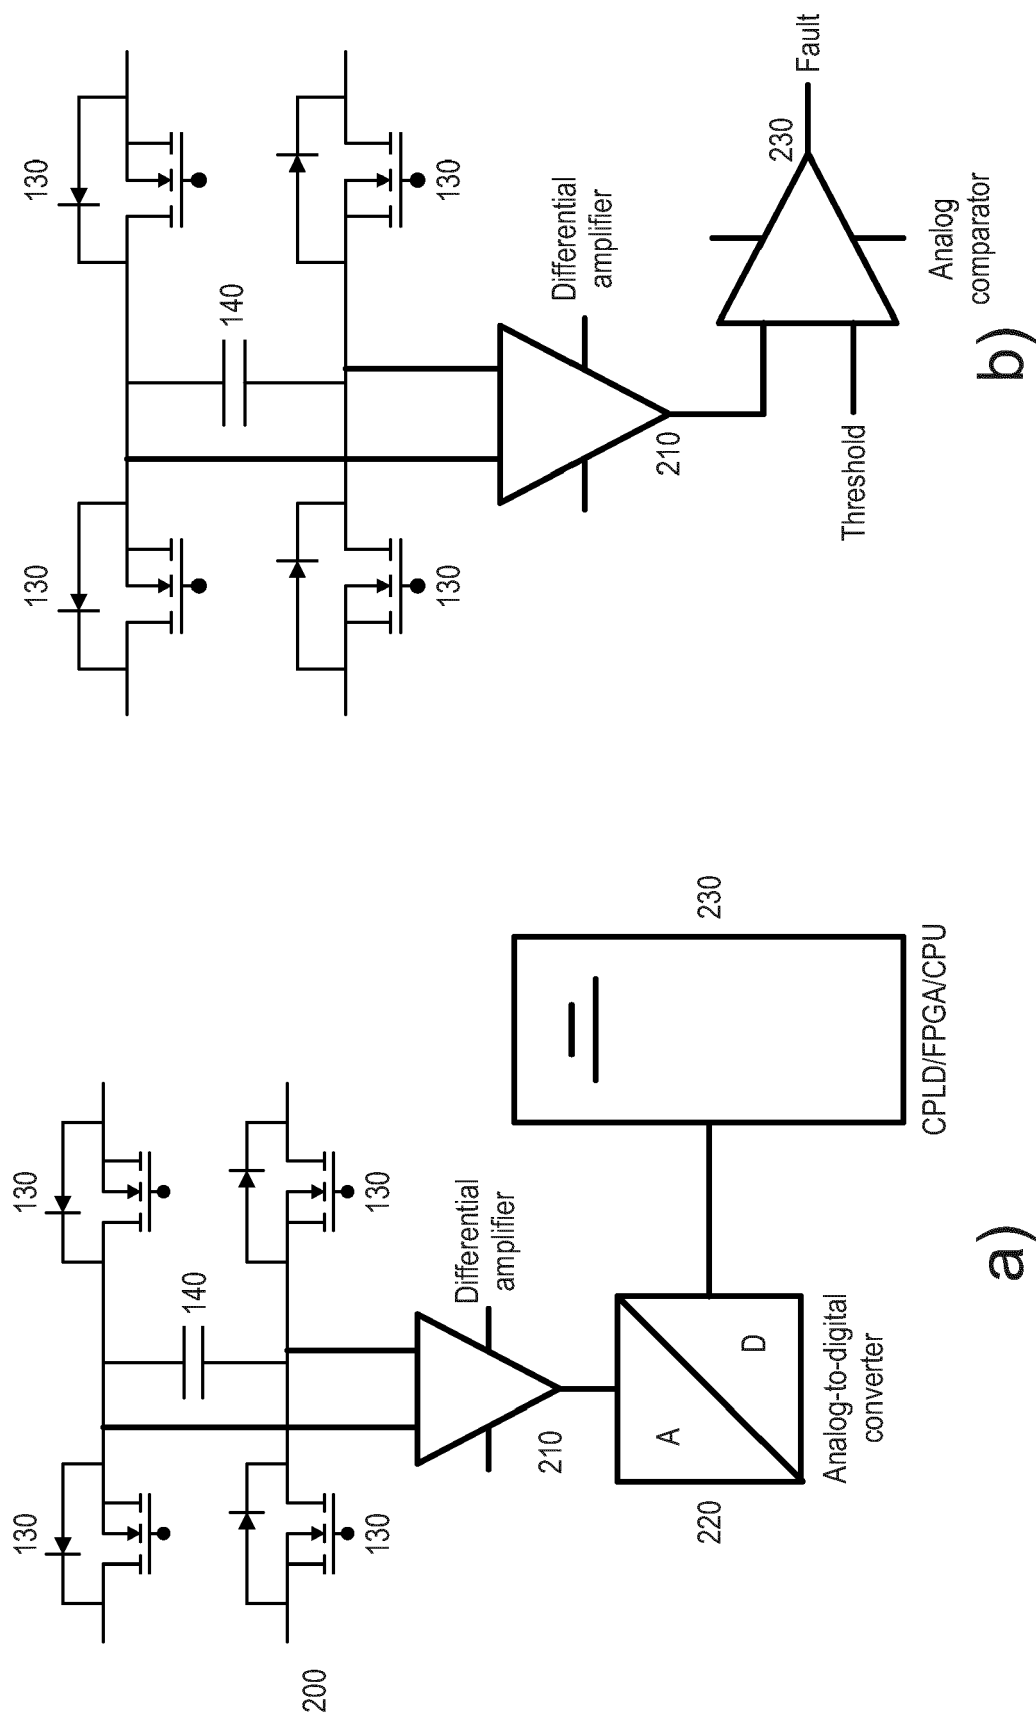 200
130
130
130
130
140
210
Differential
amplifier
220
A
D
Analog-to-digital
converter
230
CPLD/FPGA/CPU
a)
130
130
130
130
140
210
Differential
amplifier
Threshold
230
Fault
Analog
comparator
b)